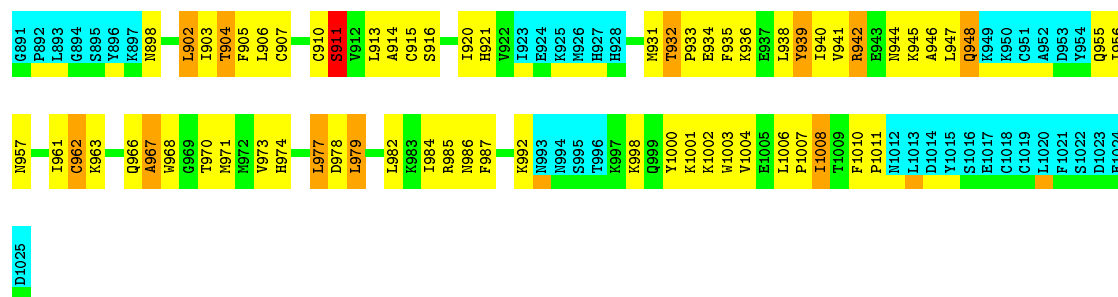 G891 P892 L893 G894 S895 Y896 K897 N898 L902 I903 T904 F905 L906 C907 C910 S911 V912 L913 A914 C915 S916 I920 H921 V922 I923 E924 K925 M926 H927 H928 M931 T932 P933 E934 F935 K936 E937 L938 Y939 I940 V941 R942 E943 N944 K945 A946 L947 Q948 K949 K950 C951 A952 D953 Y954 Q955
N957 I961 C962 K963 Q966 A967 W968 G969 T970 M971 M972 V973 H974 L977 D978 L979 L982 K983 I984 R985 N986 F987 K992 N993 N994 S995 T996 K997 K998 Q999 Y1000 K1001 K1002 W1003 V1004 E1005 L1006 P1007 I1008 T1009 F1010 P1011 N1012 L1013 D1014 Y1015 S1016 E1017 C1018 C1019 L1020 F1021 S1022 D1023
D1025